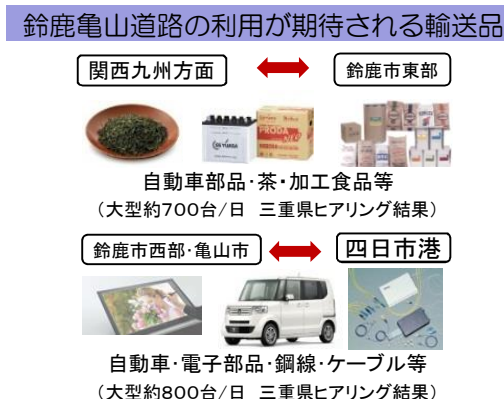 鈴鹿亀山道路の利用が期待される輸送品
関西九州方面 鈴鹿市東部
GS YUASA
PRODA
NEO
自動車部品・茶・加工食品等
（大型約700台/日 三重県ヒアリング結果）
鈴鹿市西部・亀山市 四日市港
自動車・電子部品・鋼線・ケーブル等
（大型約800台/日 三重県ヒアリング結果）